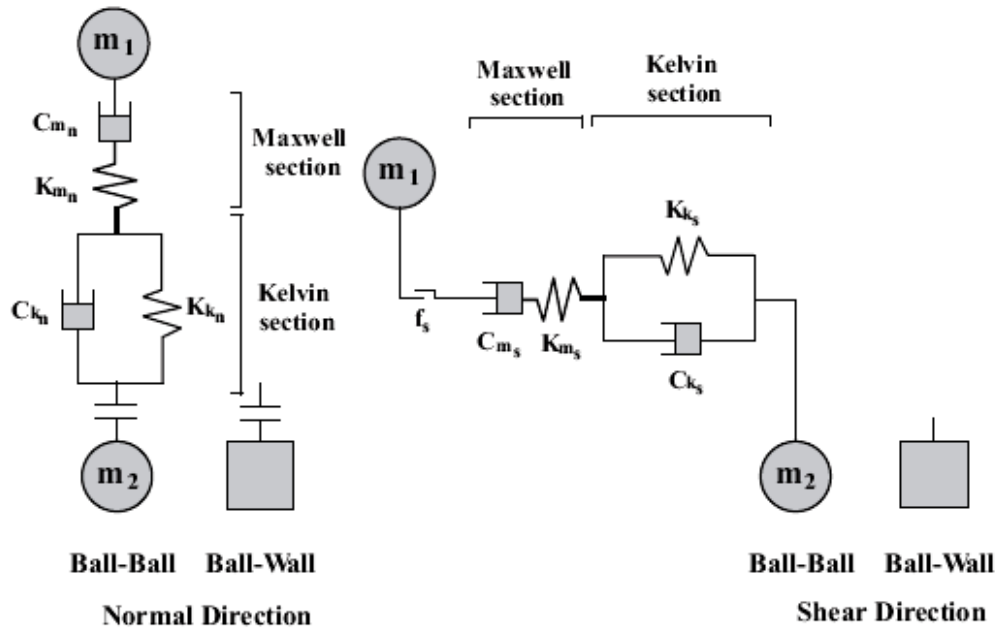 m1
Cmn
Kmn
Maxwell
section
Ckn
Kkn
Kelvin
section
m2
Ball-Ball Ball-Wall
Normal Direction
Maxwell
section
Kelvin
section
m1
Kks
fs
Cms
Kms
Cks
m2
Ball-Ball Ball-Wall
Shear Direction